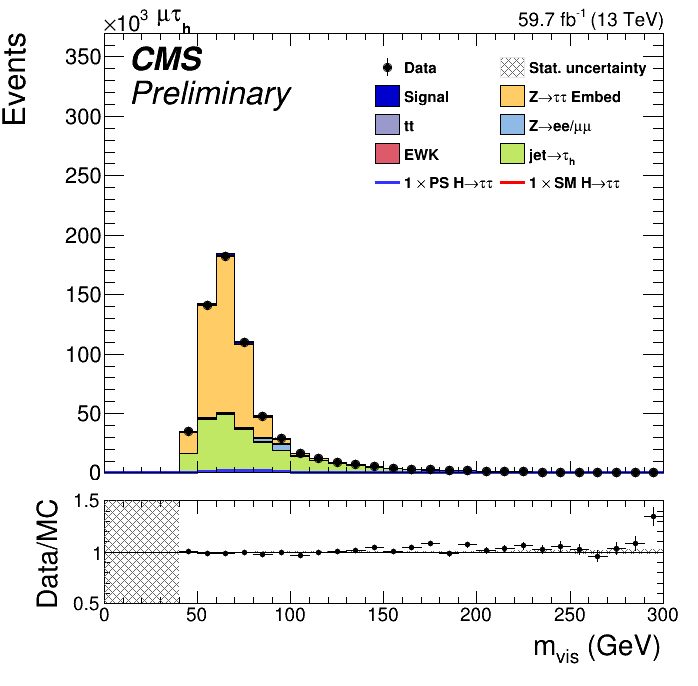 ×10³ μτh
59.7 fb⁻¹ (13 TeV)
CMS
Preliminary
Data
Stat. uncertainty
Signal
Z→ττ Embed
tt
Z→ee/μμ
EWK
jet→τh
1 × PS H→ττ
1 × SM H→ττ
Events
350
300
250
200
150
100
50
0
Data/MC
1.5
1
0.5
0 50 100 150 200 250 300
mvis (GeV)